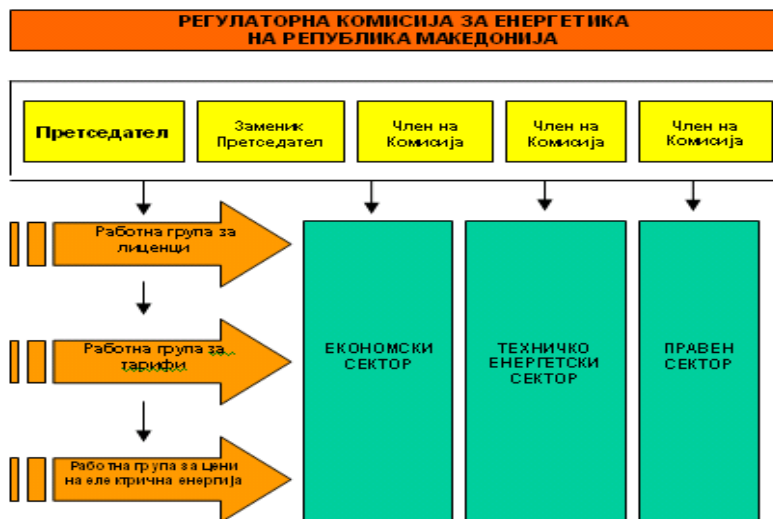 РЕГУЛАТОРНА КОМИСИЈА ЗА ЕНЕРГЕТИКА
НА РЕПУБЛИКА МАКЕДОНИЈА
Претседател
Заменик
Претседател
Член на
Комисија
Член на
Комисија
Член на
Комисија
Работна група за
лиценци
Работна група за
тарифи
Работна група за цени
на електрична енергија
ЕКОНОМСКИ
СЕКТОР
ТЕХНИЧКО
ЕНЕРГЕТСКИ
СЕКТОР
ПРАВЕН
СЕКТОР